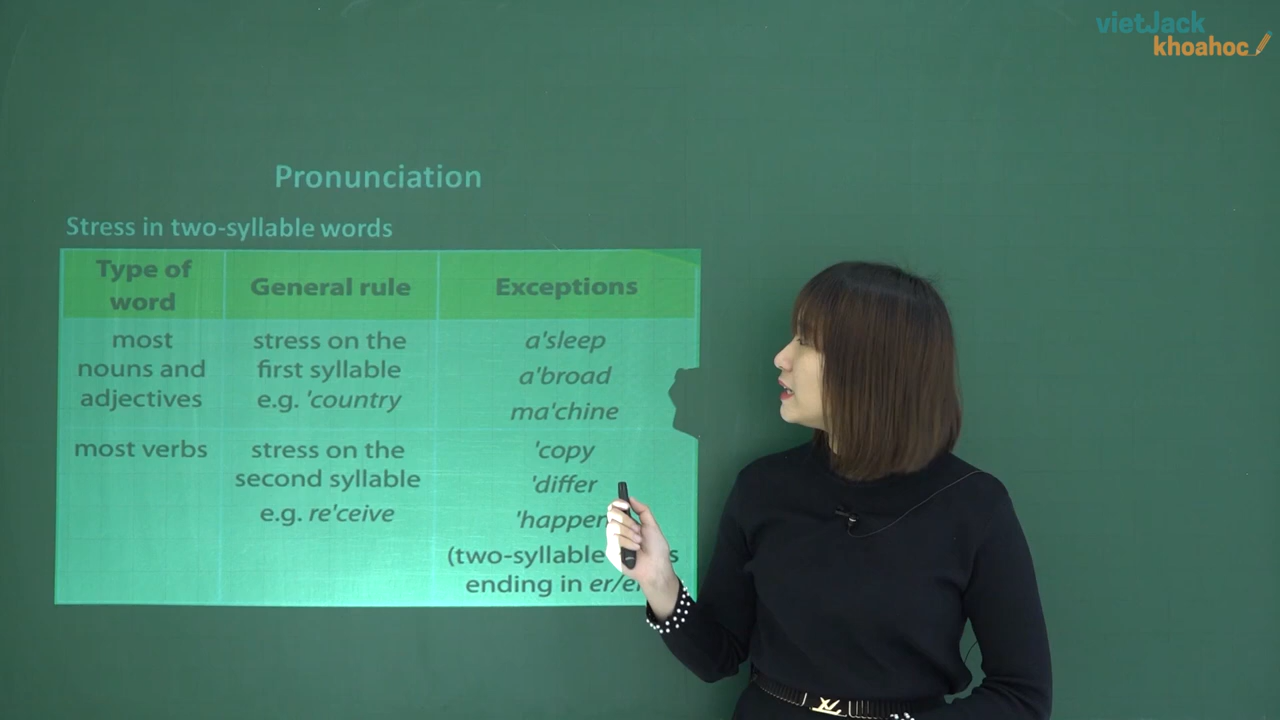 vietJack
khoahoc
Pronunciation
Stress in two-syllable words
Type of word
General rule
Exceptions
most
nouns and
adjectives
stress on the
first syllable
e.g. 'country
a'sleep
a'broad
ma'chine
most verbs
stress on the
second syllable
e.g. re'ceive
'copy
'differ
'happen
(two-syllable
ending in